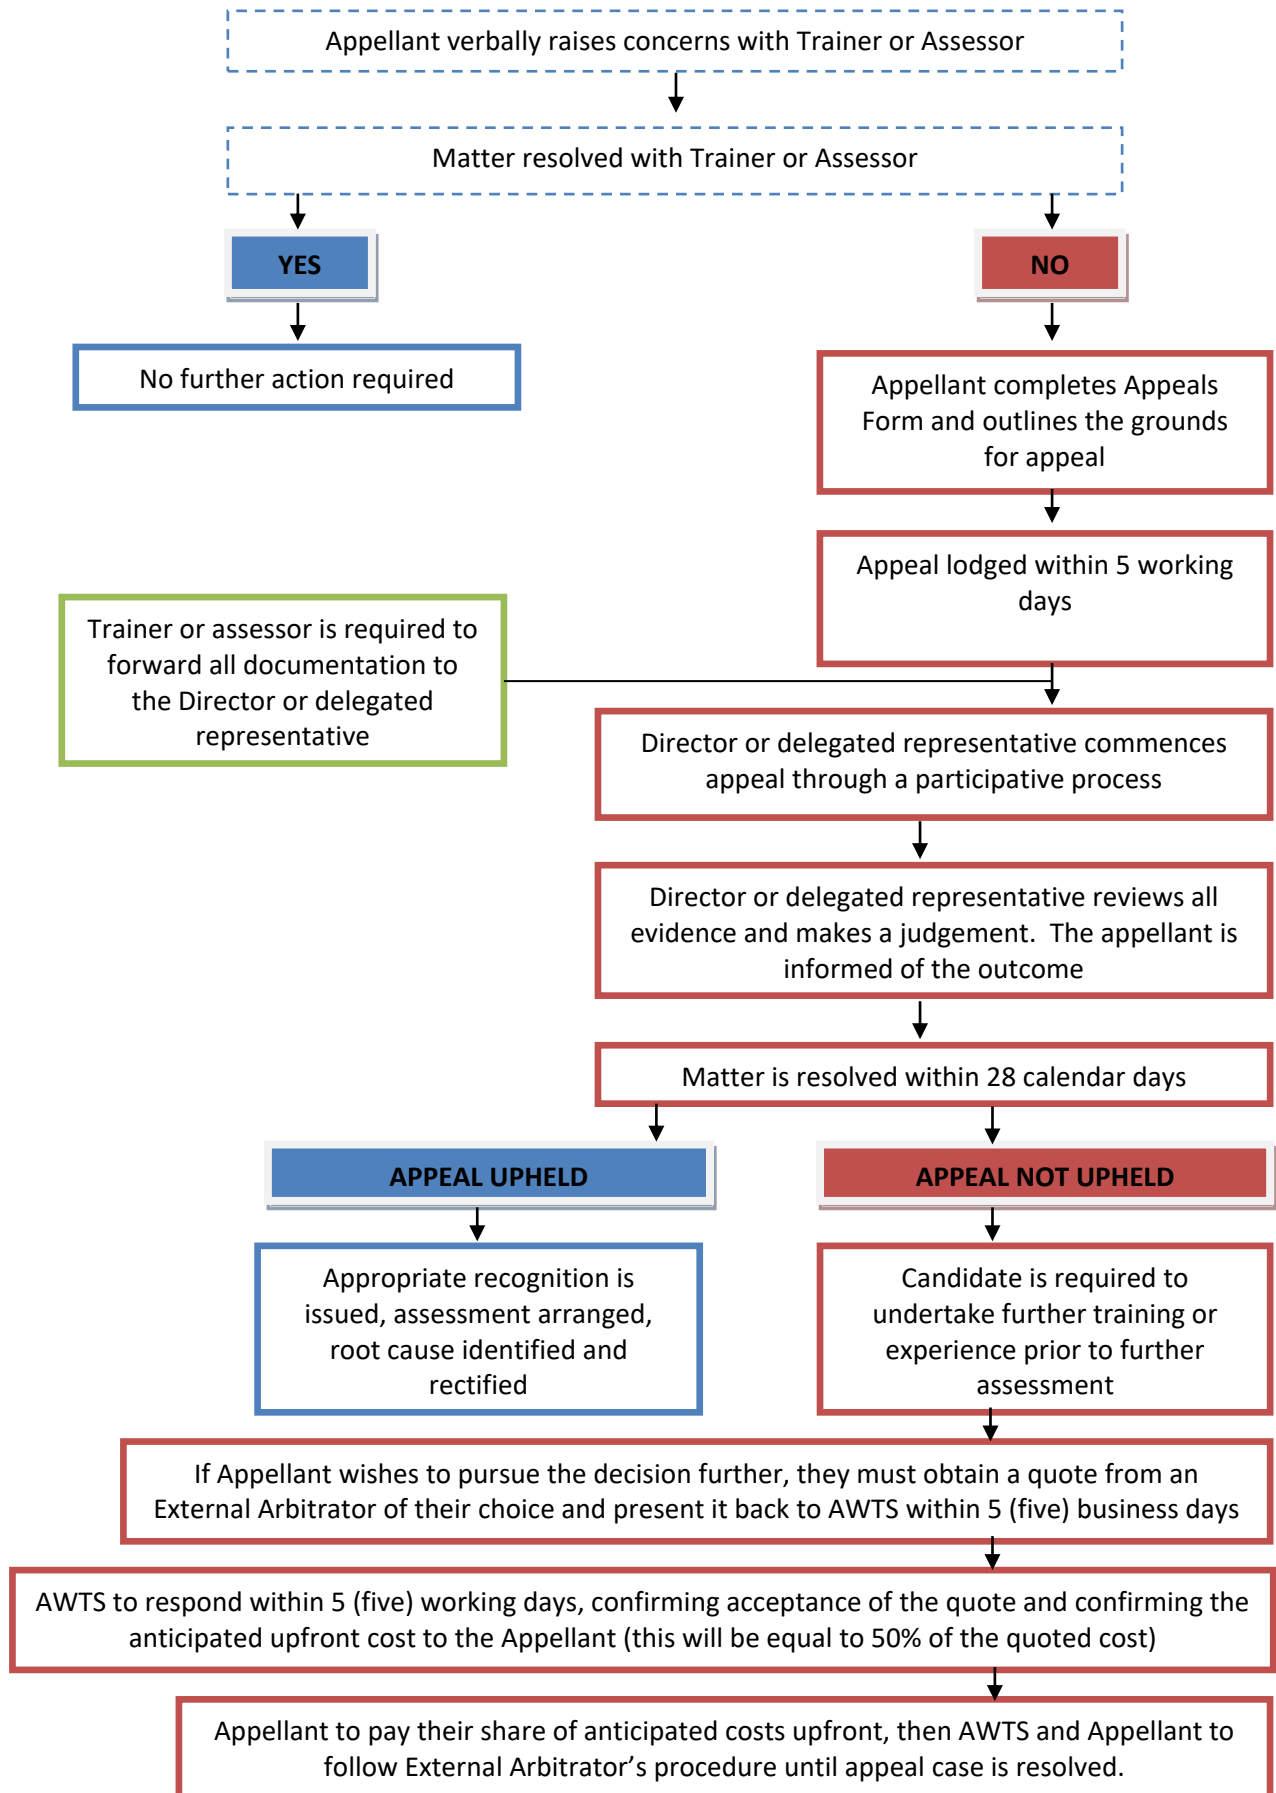 Appellant verbally raises concerns with Trainer or Assessor
Matter resolved with Trainer or Assessor
YES
NO
No further action required
Appellant completes Appeals
Form and outlines the grounds
for appeal
Appeal lodged within 5 working
days
Trainer or assessor is required to
forward all documentation to
the Director or delegated
representative
Director or delegated representative commences
appeal through a participative process
Director or delegated representative reviews all
evidence and makes a judgement.  The appellant is
informed of the outcome
Matter is resolved within 28 calendar days
APPEAL UPHELD
APPEAL NOT UPHELD
Appropriate recognition is
issued, assessment arranged,
root cause identified and
rectified
Candidate is required to
undertake further training or
experience prior to further
assessment
If Appellant wishes to pursue the decision further, they must obtain a quote from an
External Arbitrator of their choice and present it back to AWTS within 5 (five) business days
AWTS to respond within 5 (five) working days, confirming acceptance of the quote and confirming the
anticipated upfront cost to the Appellant (this will be equal to 50% of the quoted cost)
Appellant to pay their share of anticipated costs upfront, then AWTS and Appellant to
follow External Arbitrator’s procedure until appeal case is resolved.